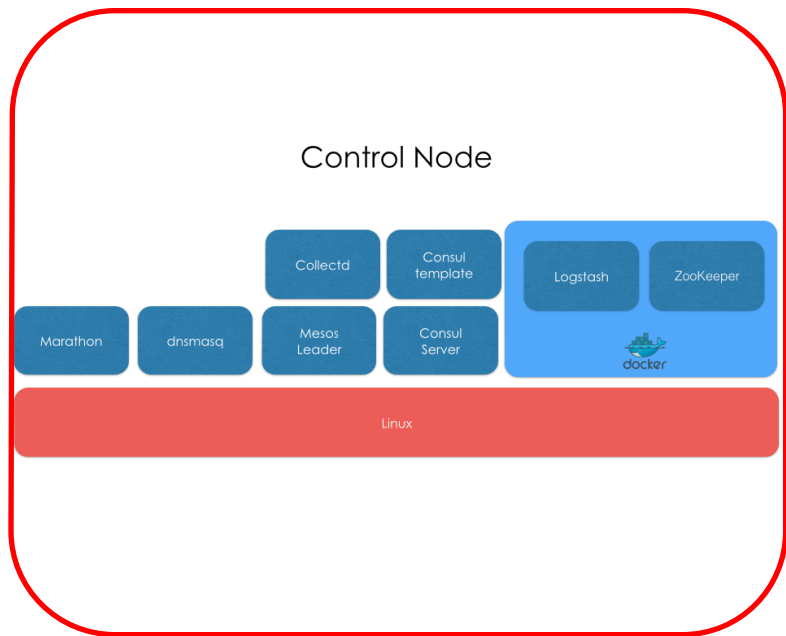 Control Node
Collectd
Consul
template
Logstash
ZooKeeper
Marathon
dnsmasq
Mesos
Leader
Consul
Server
docker
Linux